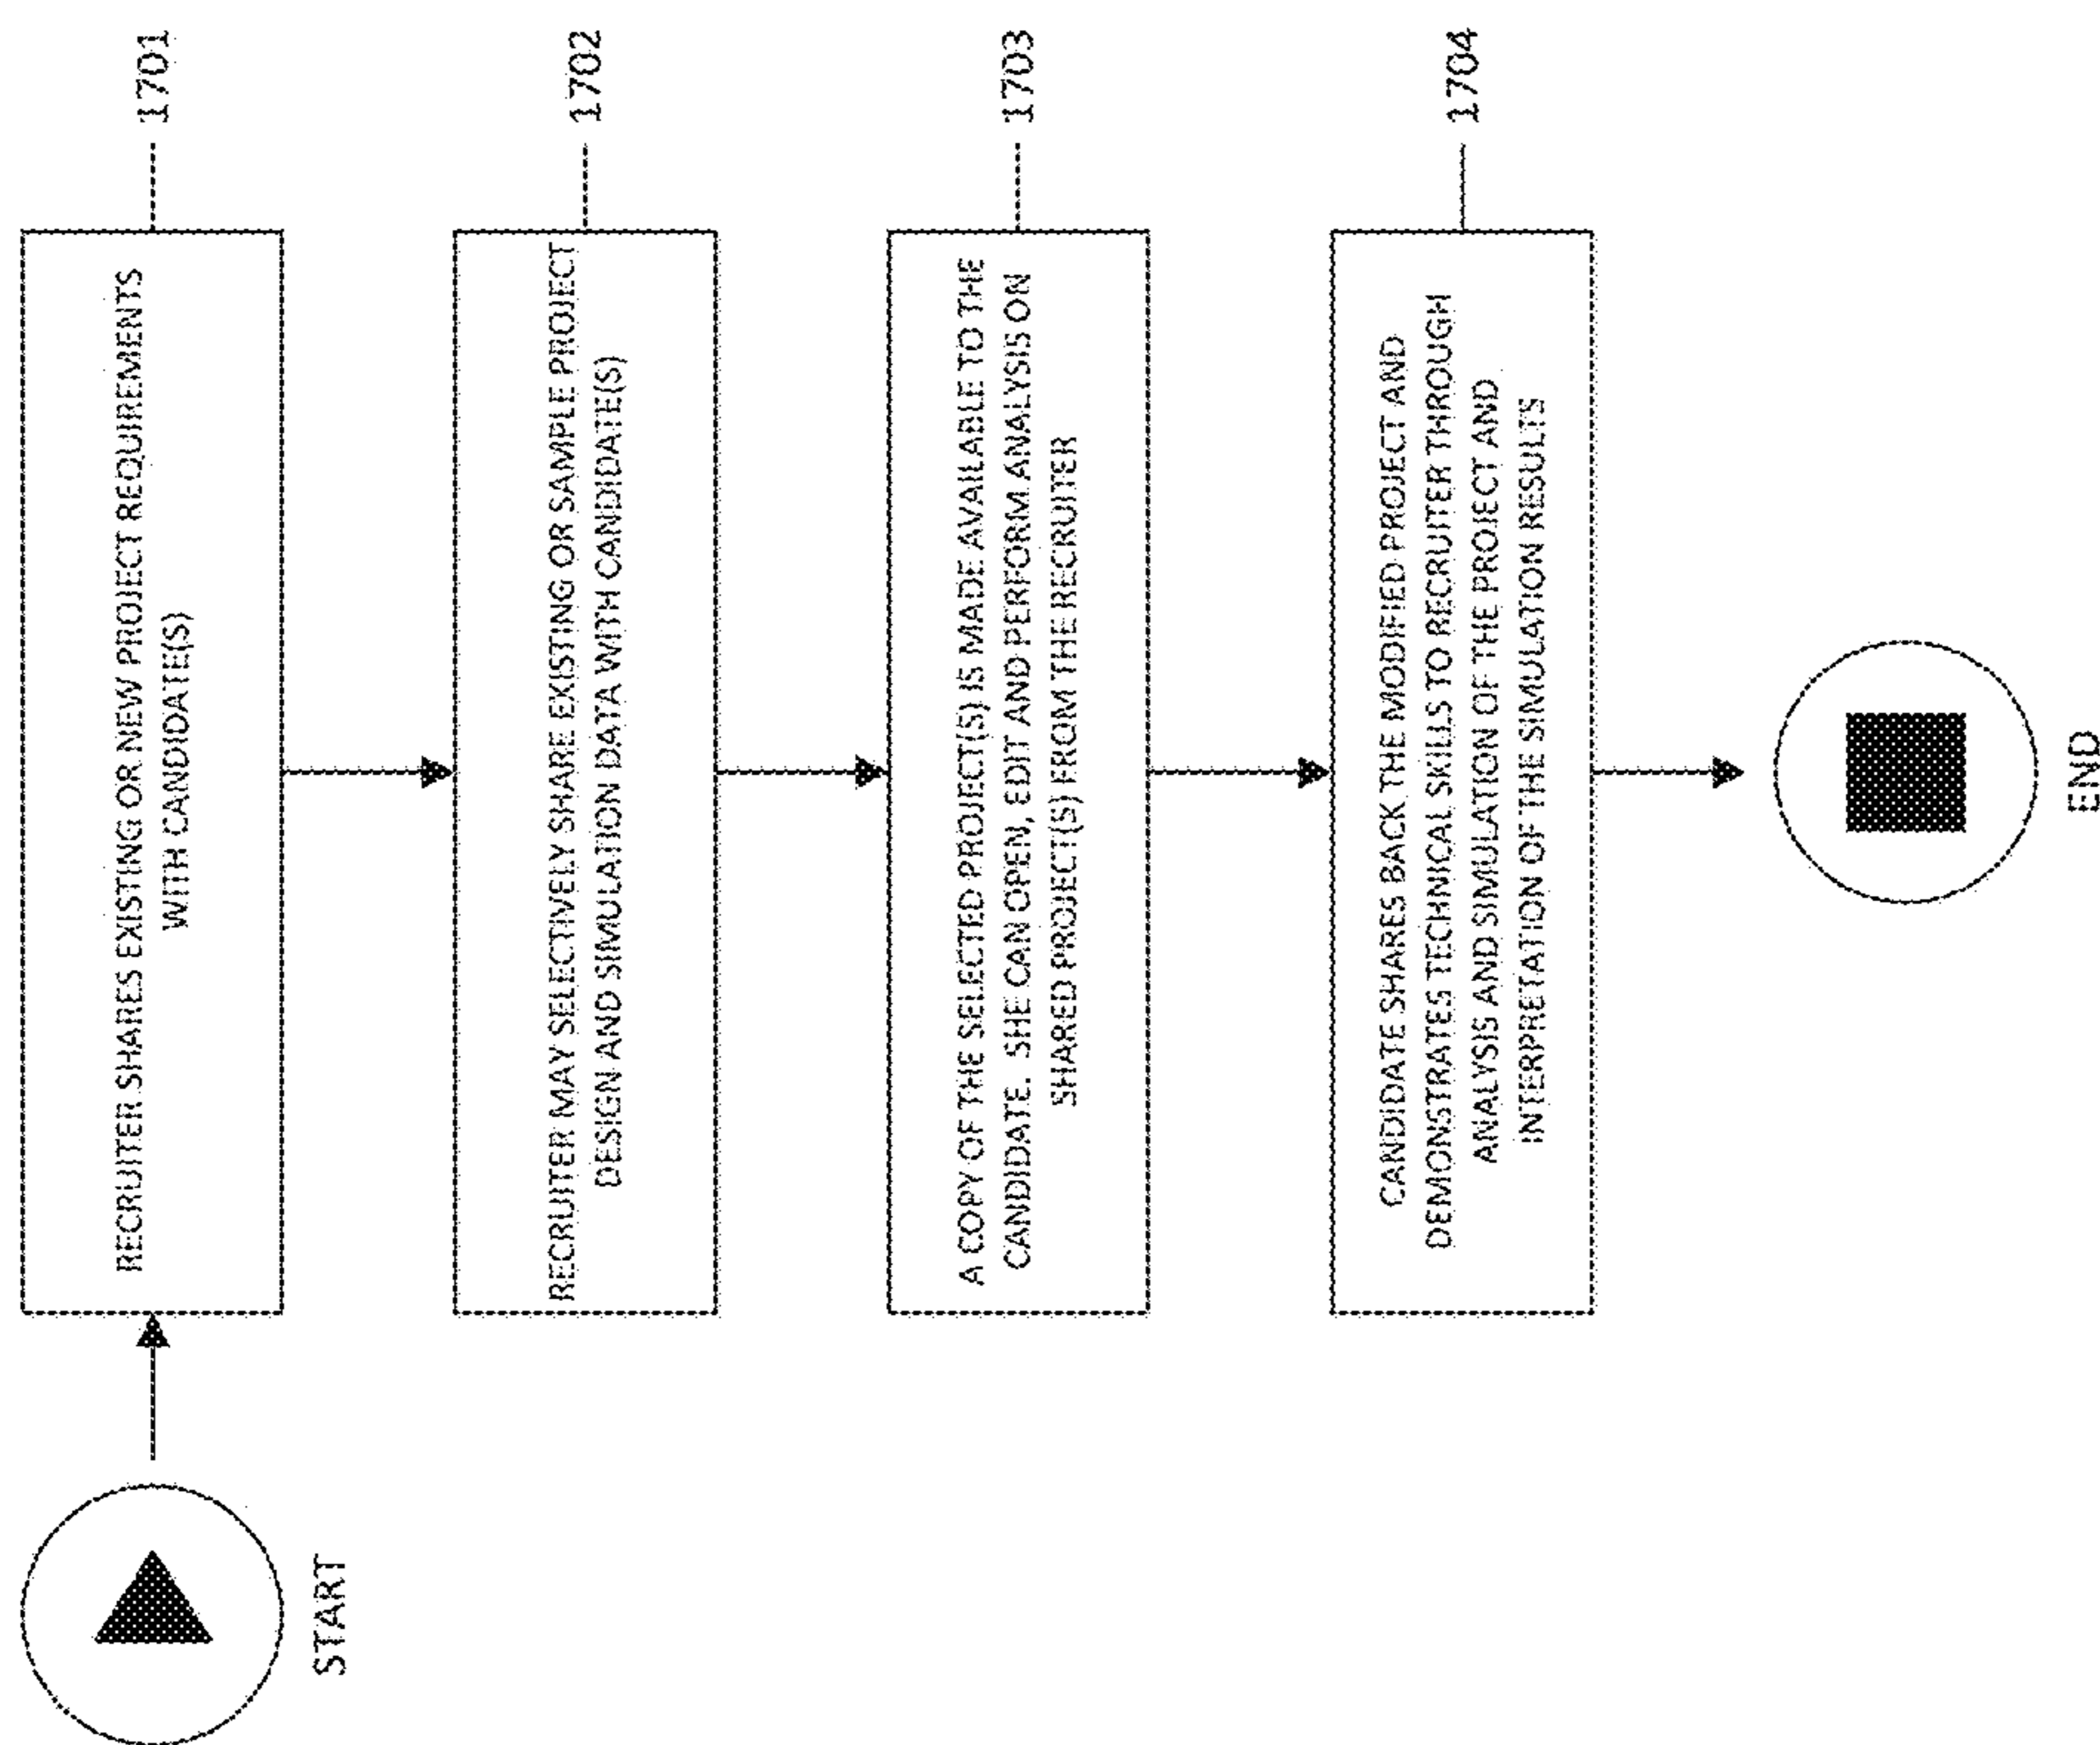 START
RECRUITER SHARES EXISTING OR NEW PROJECT REQUIREMENTS
WITH CANDIDATE(S)
1701
RECRUITER MAY SELECTIVELY SHARE EXISTING OR SAMPLE PROJECT
DESIGN AND SIMULATION DATA WITH CANDIDATE(S)
1702
A COPY OF THE SELECTED PROJECT(S) IS MADE AVAILABLE TO THE
CANDIDATE. SHE CAN OPEN, EDIT AND PERFORM ANALYSIS ON
SHARED PROJECT(S) FROM THE RECRUITER
1703
CANDIDATE SHARES BACK THE MODIFIED PROJECT AND
DEMONSTRATES TECHNICAL SKILLS TO RECRUITER THROUGH
ANALYSIS AND SIMULATION OF THE PROJECT AND
INTERPRETATION OF THE SIMULATION RESULTS
1704
END